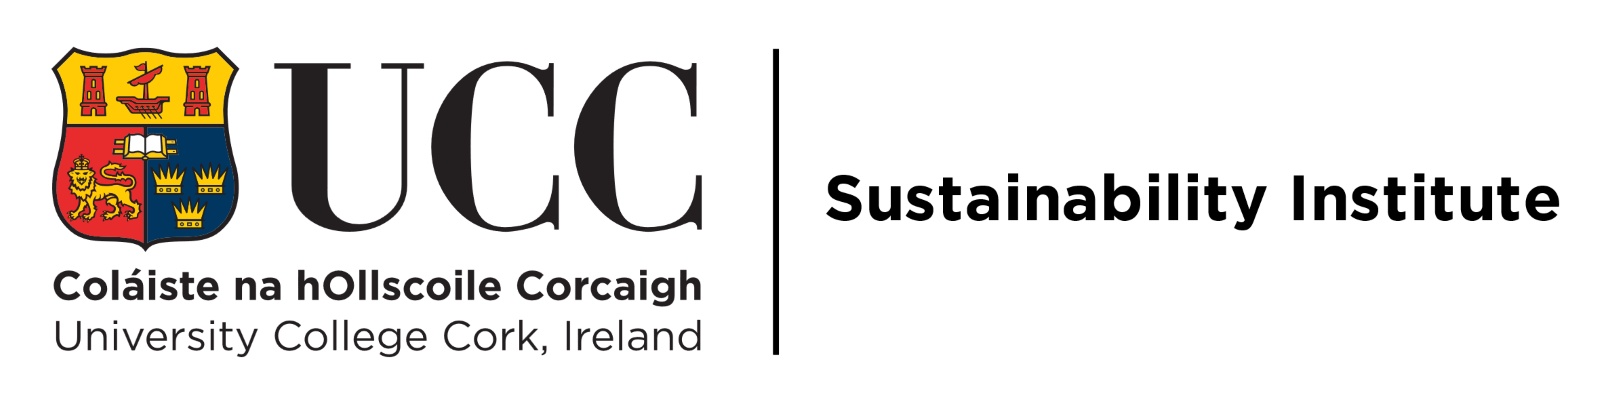 UCC
Coláiste na hOllscoile Corcaigh
University College Cork, Ireland
Sustainability Institute